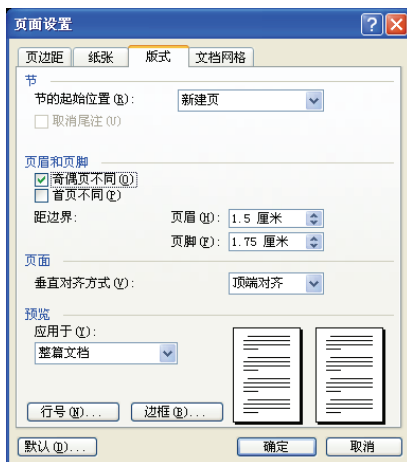 页面设置
页边距 纸张 版式 文档网格
节
节的起始位置(R): 新建页
取消尾注(U)
页眉和页脚
奇偶页不同(O)
首页不同(P)
距边界: 页眉(H): 1.5 厘米
页脚(F): 1.75 厘米
页面
垂直对齐方式(V): 顶端对齐
预览
应用于(Y):
整篇文档
行号(N)... 边框(B)...
默认(D)... 确定 取消